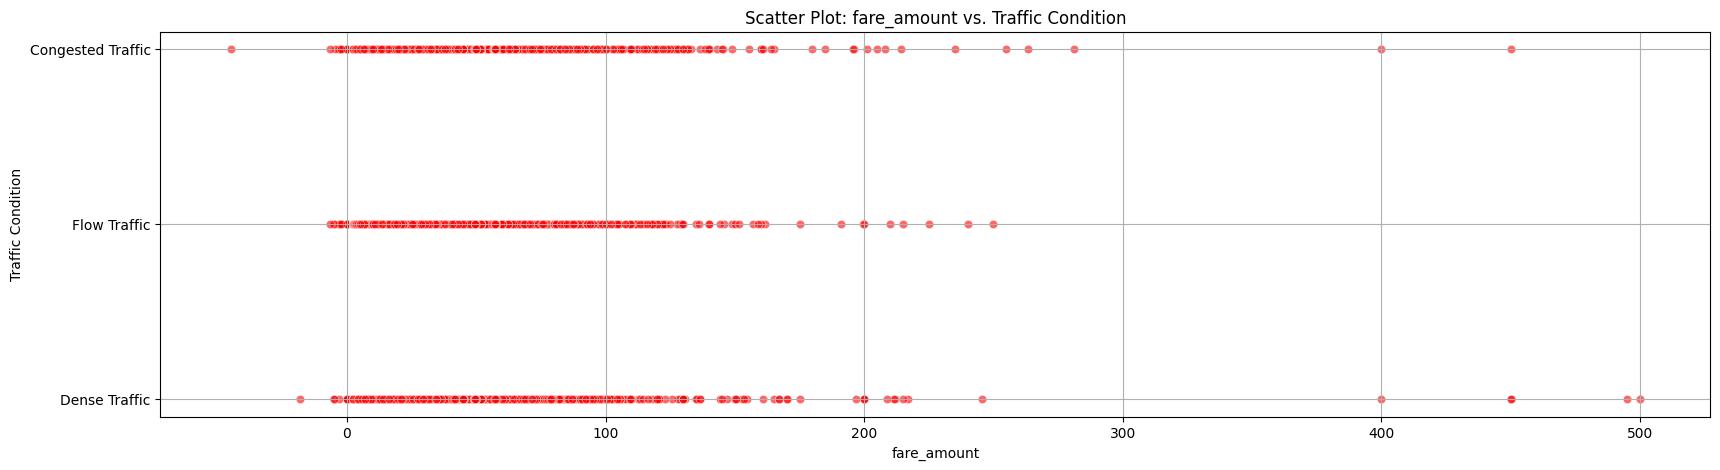 Scatter Plot: fare_amount vs. Traffic Condition
Congested Traffic
Flow Traffic
Dense Traffic
Traffic Condition
0 100 200 300 400 500
fare_amount